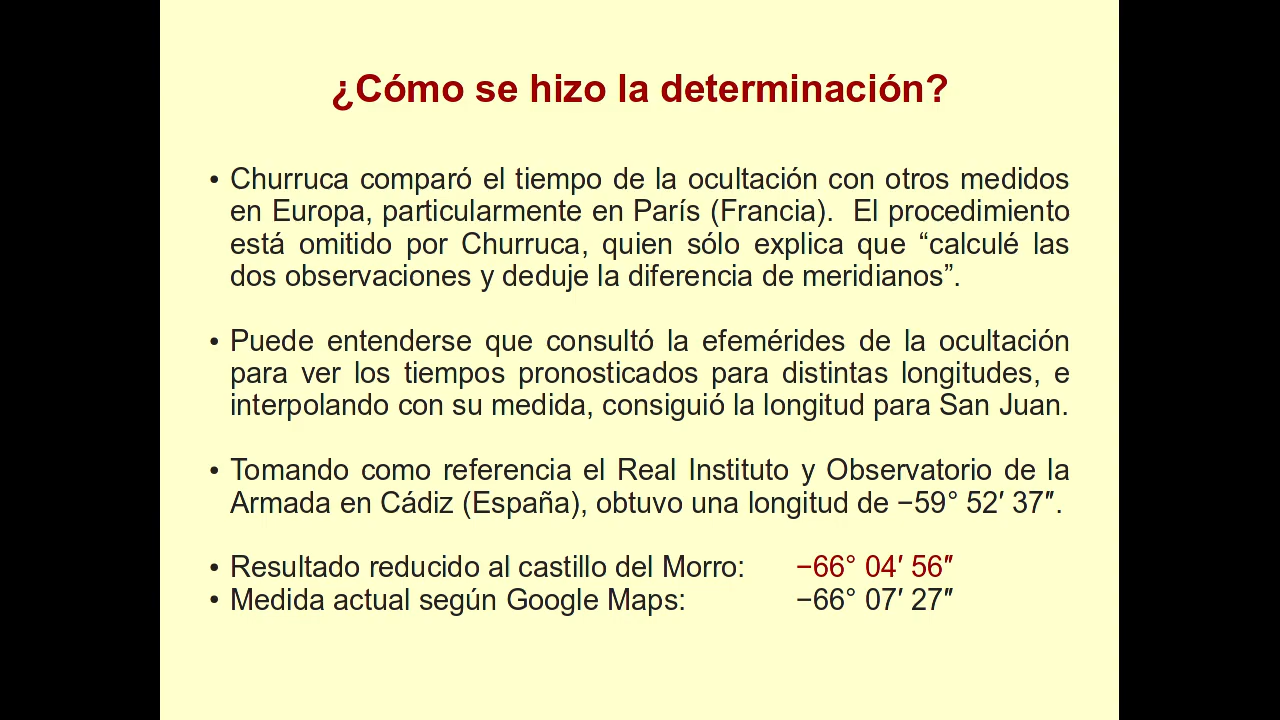 ¿Cómo se hizo la determinación?
• Churruca comparó el tiempo de la ocultación con otros medidos
en Europa, particularmente en París (Francia).  El procedimiento
está omitido por Churruca, quien sólo explica que “calculé las
dos observaciones y deduje la diferencia de meridianos”.
• Puede entenderse que consultó la efemérides de la ocultación
para ver los tiempos pronosticados para distintas longitudes, e
interpolando con su medida, consiguió la longitud para San Juan.
• Tomando como referencia el Real Instituto y Observatorio de la
Armada en Cádiz (España), obtuvo una longitud de −59° 52′ 37″.
• Resultado reducido al castillo del Morro: −66° 04′ 56″
• Medida actual según Google Maps: −66° 07′ 27″